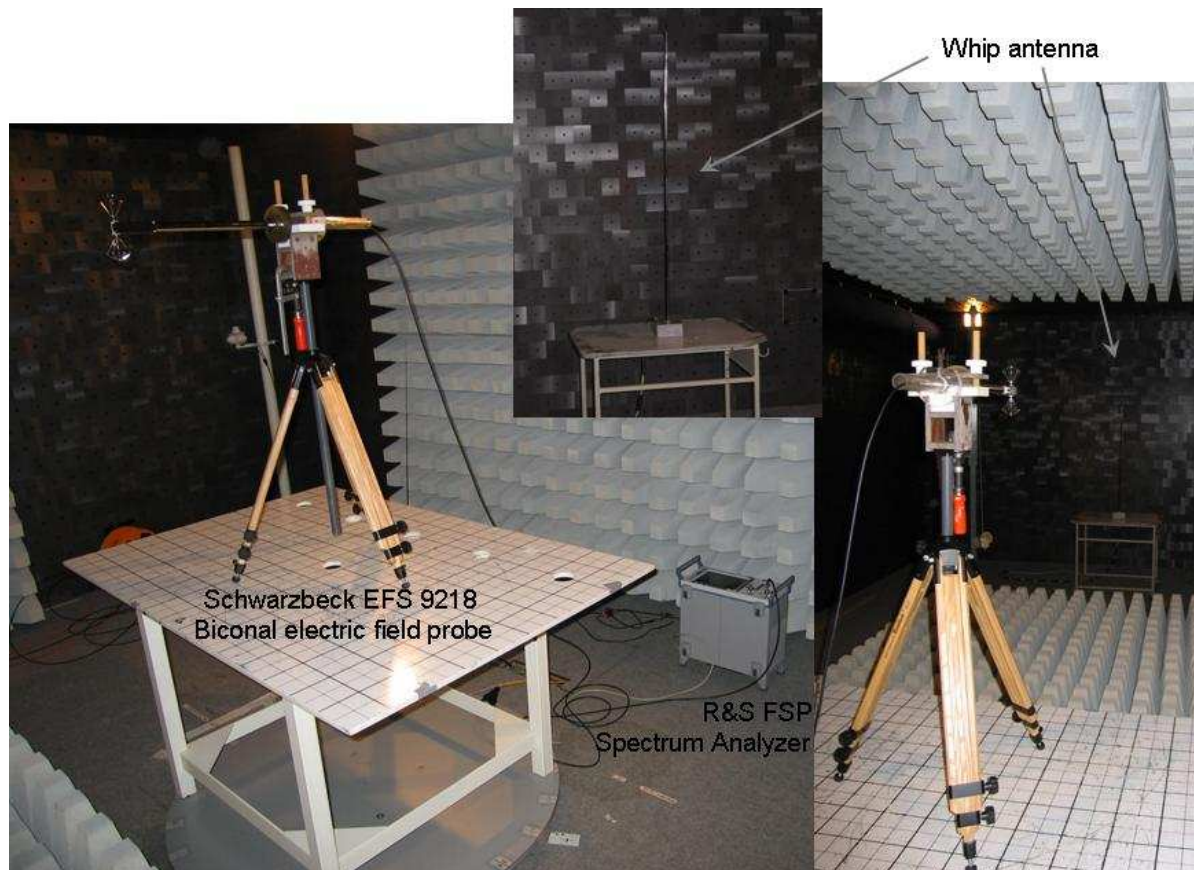 Whip antenna
Schwarzbeck EFS 9218
Biconal electric field probe
R&S FSP
Spectrum Analyzer